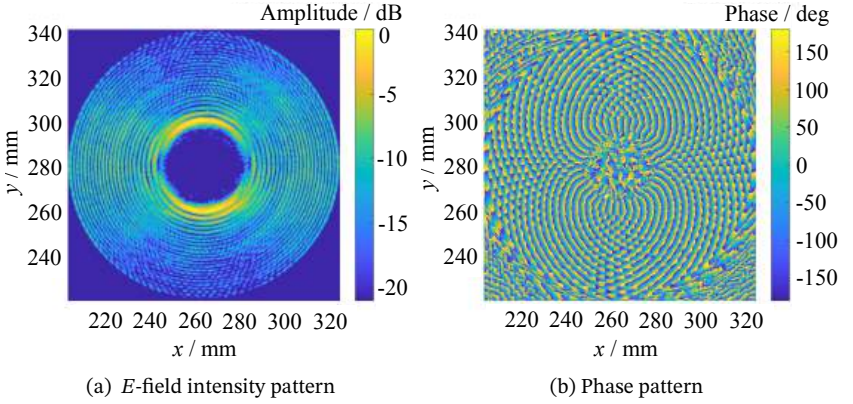 Amplitude / dB
340
320
300
280
260
240
y / mm
220 240 260 280 300 320
x / mm
0
-5
-10
-15
-20
(a) E-field intensity pattern
Phase / deg
340
320
300
280
260
240
y / mm
220 240 260 280 300 320
x / mm
150
100
50
0
-50
-100
-150
(b) Phase pattern